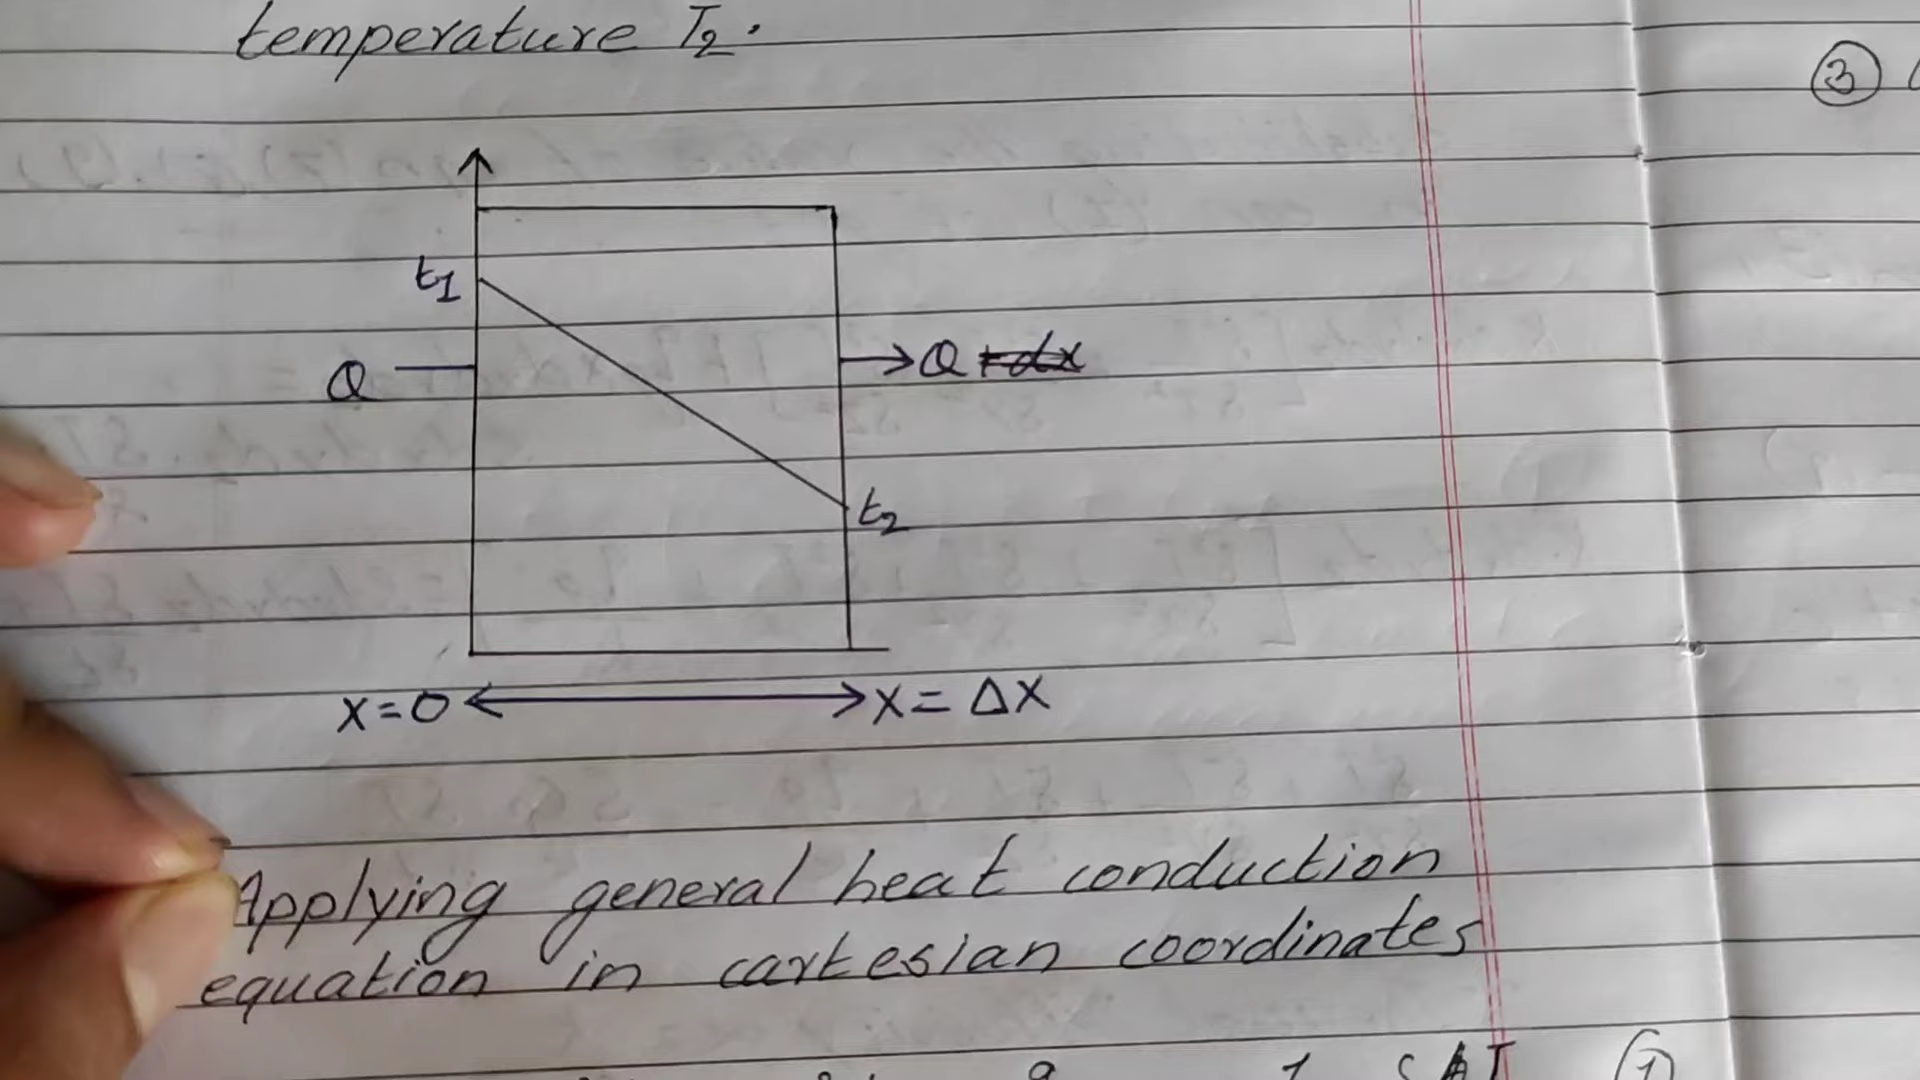 temperature T₂.
③
t₁
Q
Q
t₂
x=0
x= Δx
Applying general heat conduction
equation in cartesian coordinates